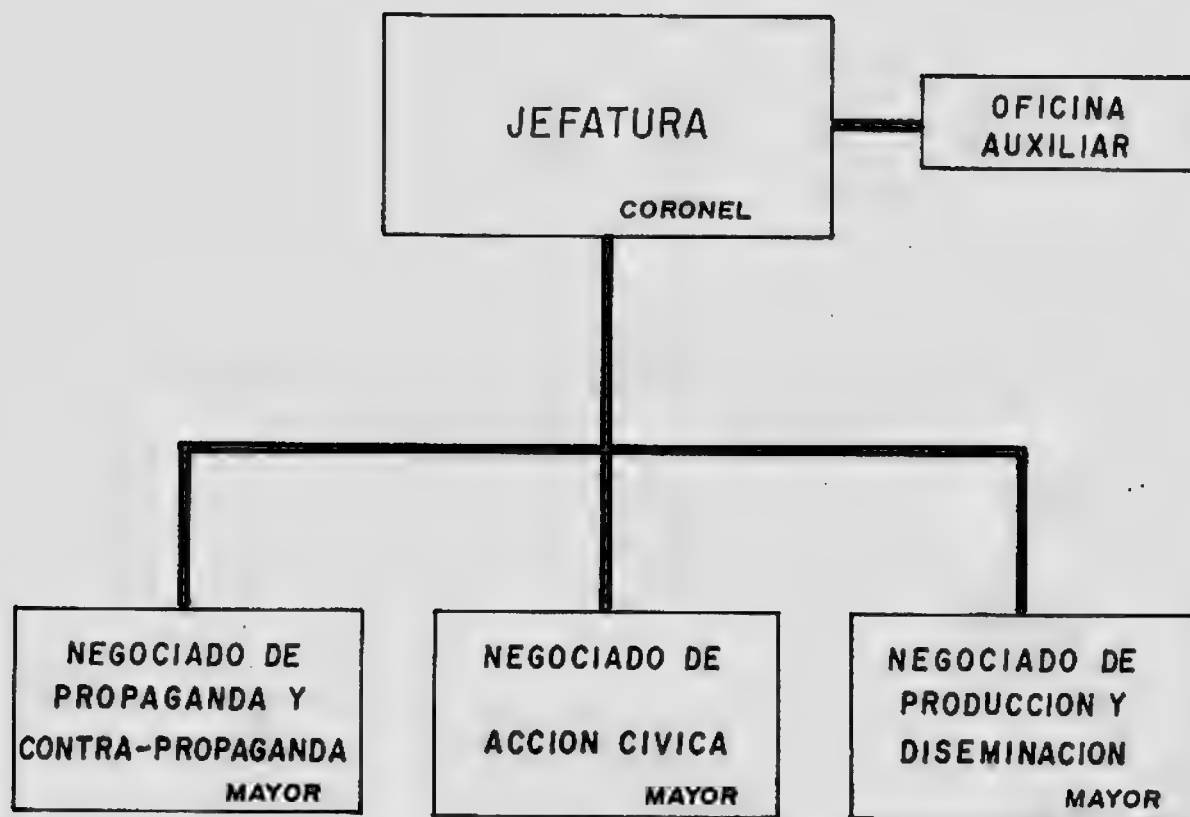 JEFATURA
CORONEL
OFICINA
AUXILIAR
NEGOCIADO DE
PROPAGANDA Y
CONTRA-PROPAGANDA
MAYOR
NEGOCIADO DE
ACCION CIVICA
MAYOR
NEGOCIADO DE
PRODUCCION Y
DISEMINACION
MAYOR